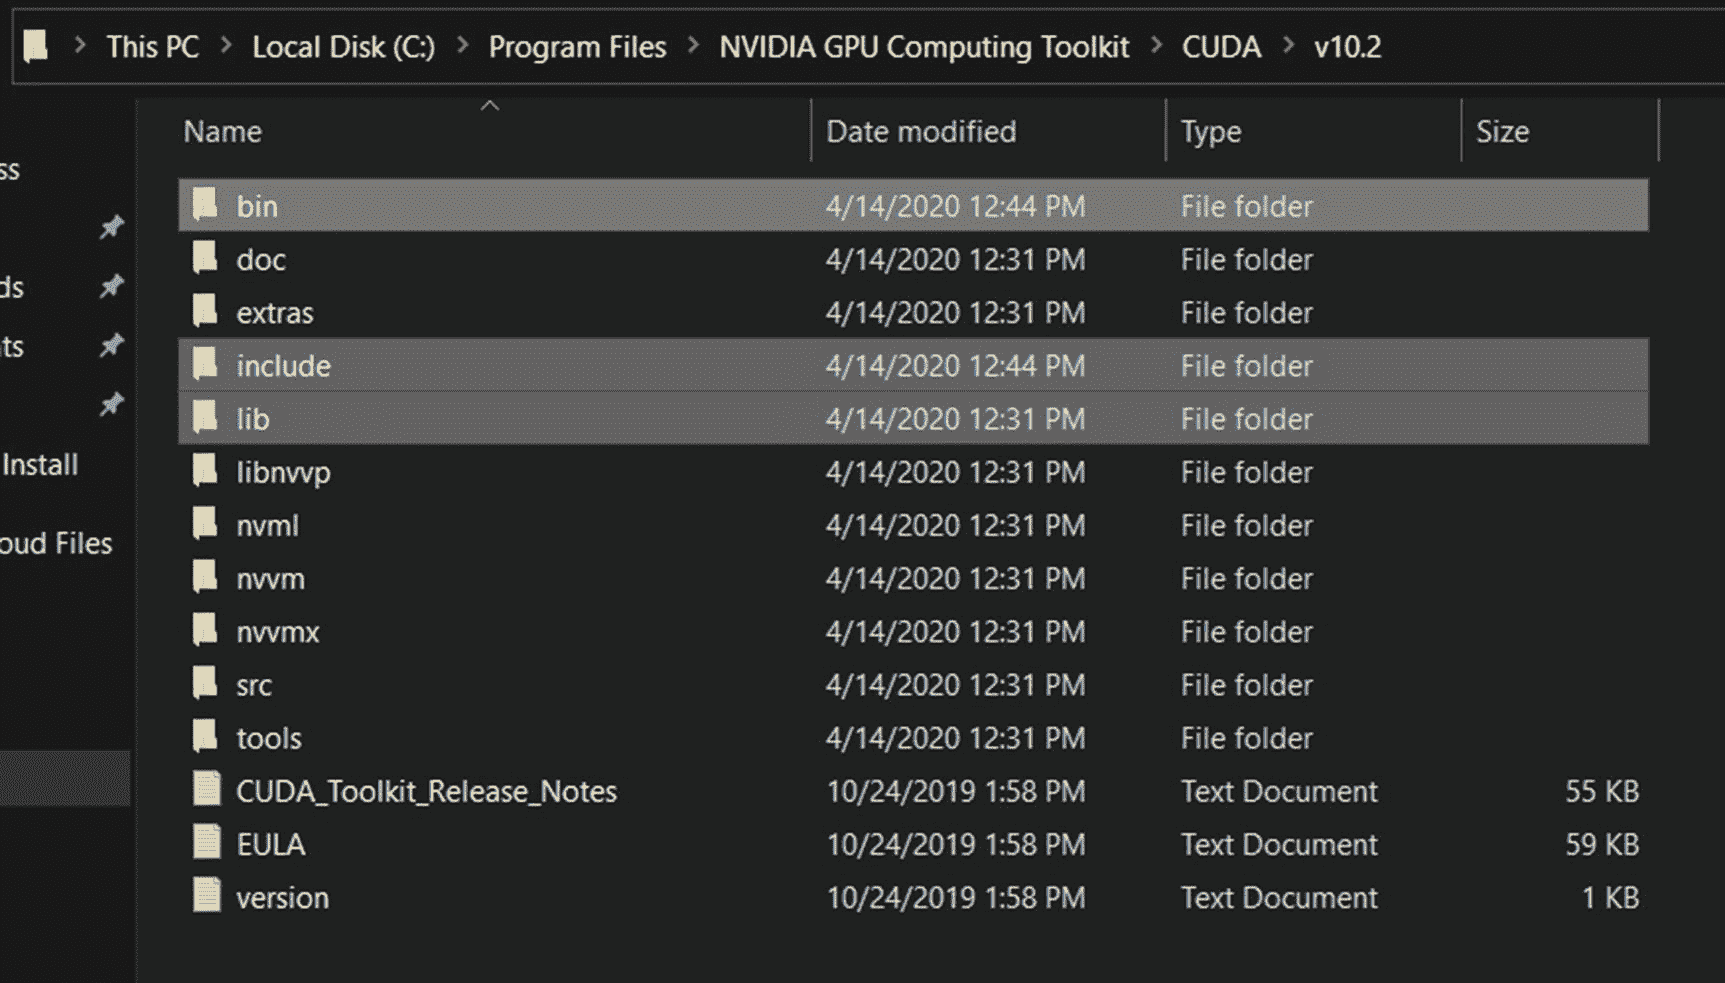 This PC > Local Disk (C:) > Program Files > NVIDIA GPU Computing Toolkit > CUDA > v10.2
Name Date modified Type Size
ss
ds
ts
Install
oud Files
bin 4/14/2020 12:44 PM File folder
doc 4/14/2020 12:31 PM File folder
extras 4/14/2020 12:31 PM File folder
include 4/14/2020 12:44 PM File folder
lib 4/14/2020 12:31 PM File folder
libnvvp 4/14/2020 12:31 PM File folder
nvml 4/14/2020 12:31 PM File folder
nvvm 4/14/2020 12:31 PM File folder
nvvmx 4/14/2020 12:31 PM File folder
src 4/14/2020 12:31 PM File folder
tools 4/14/2020 12:31 PM File folder
CUDA_Toolkit_Release_Notes 10/24/2019 1:58 PM Text Document 55 KB
EULA 10/24/2019 1:58 PM Text Document 59 KB
version 10/24/2019 1:58 PM Text Document 1 KB